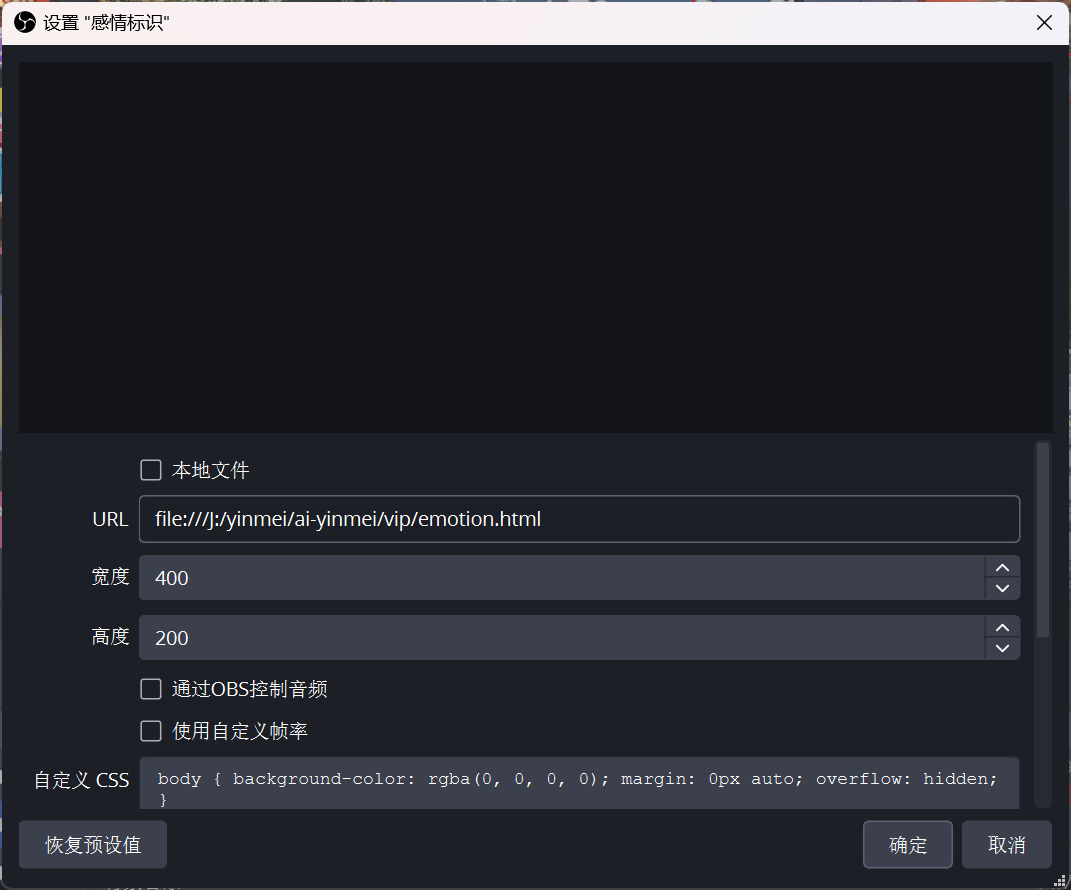 设置 "感情标识"
本地文件
URL file:///J:/yinmei/ai-yinmei/vip/emotion.html
宽度 400
高度 200
通过OBS控制音频
使用自定义帧率
自定义 CSS body { background-color: rgba(0, 0, 0, 0); margin: 0px auto; overflow: hidden;
}
恢复预设值 确定 取消